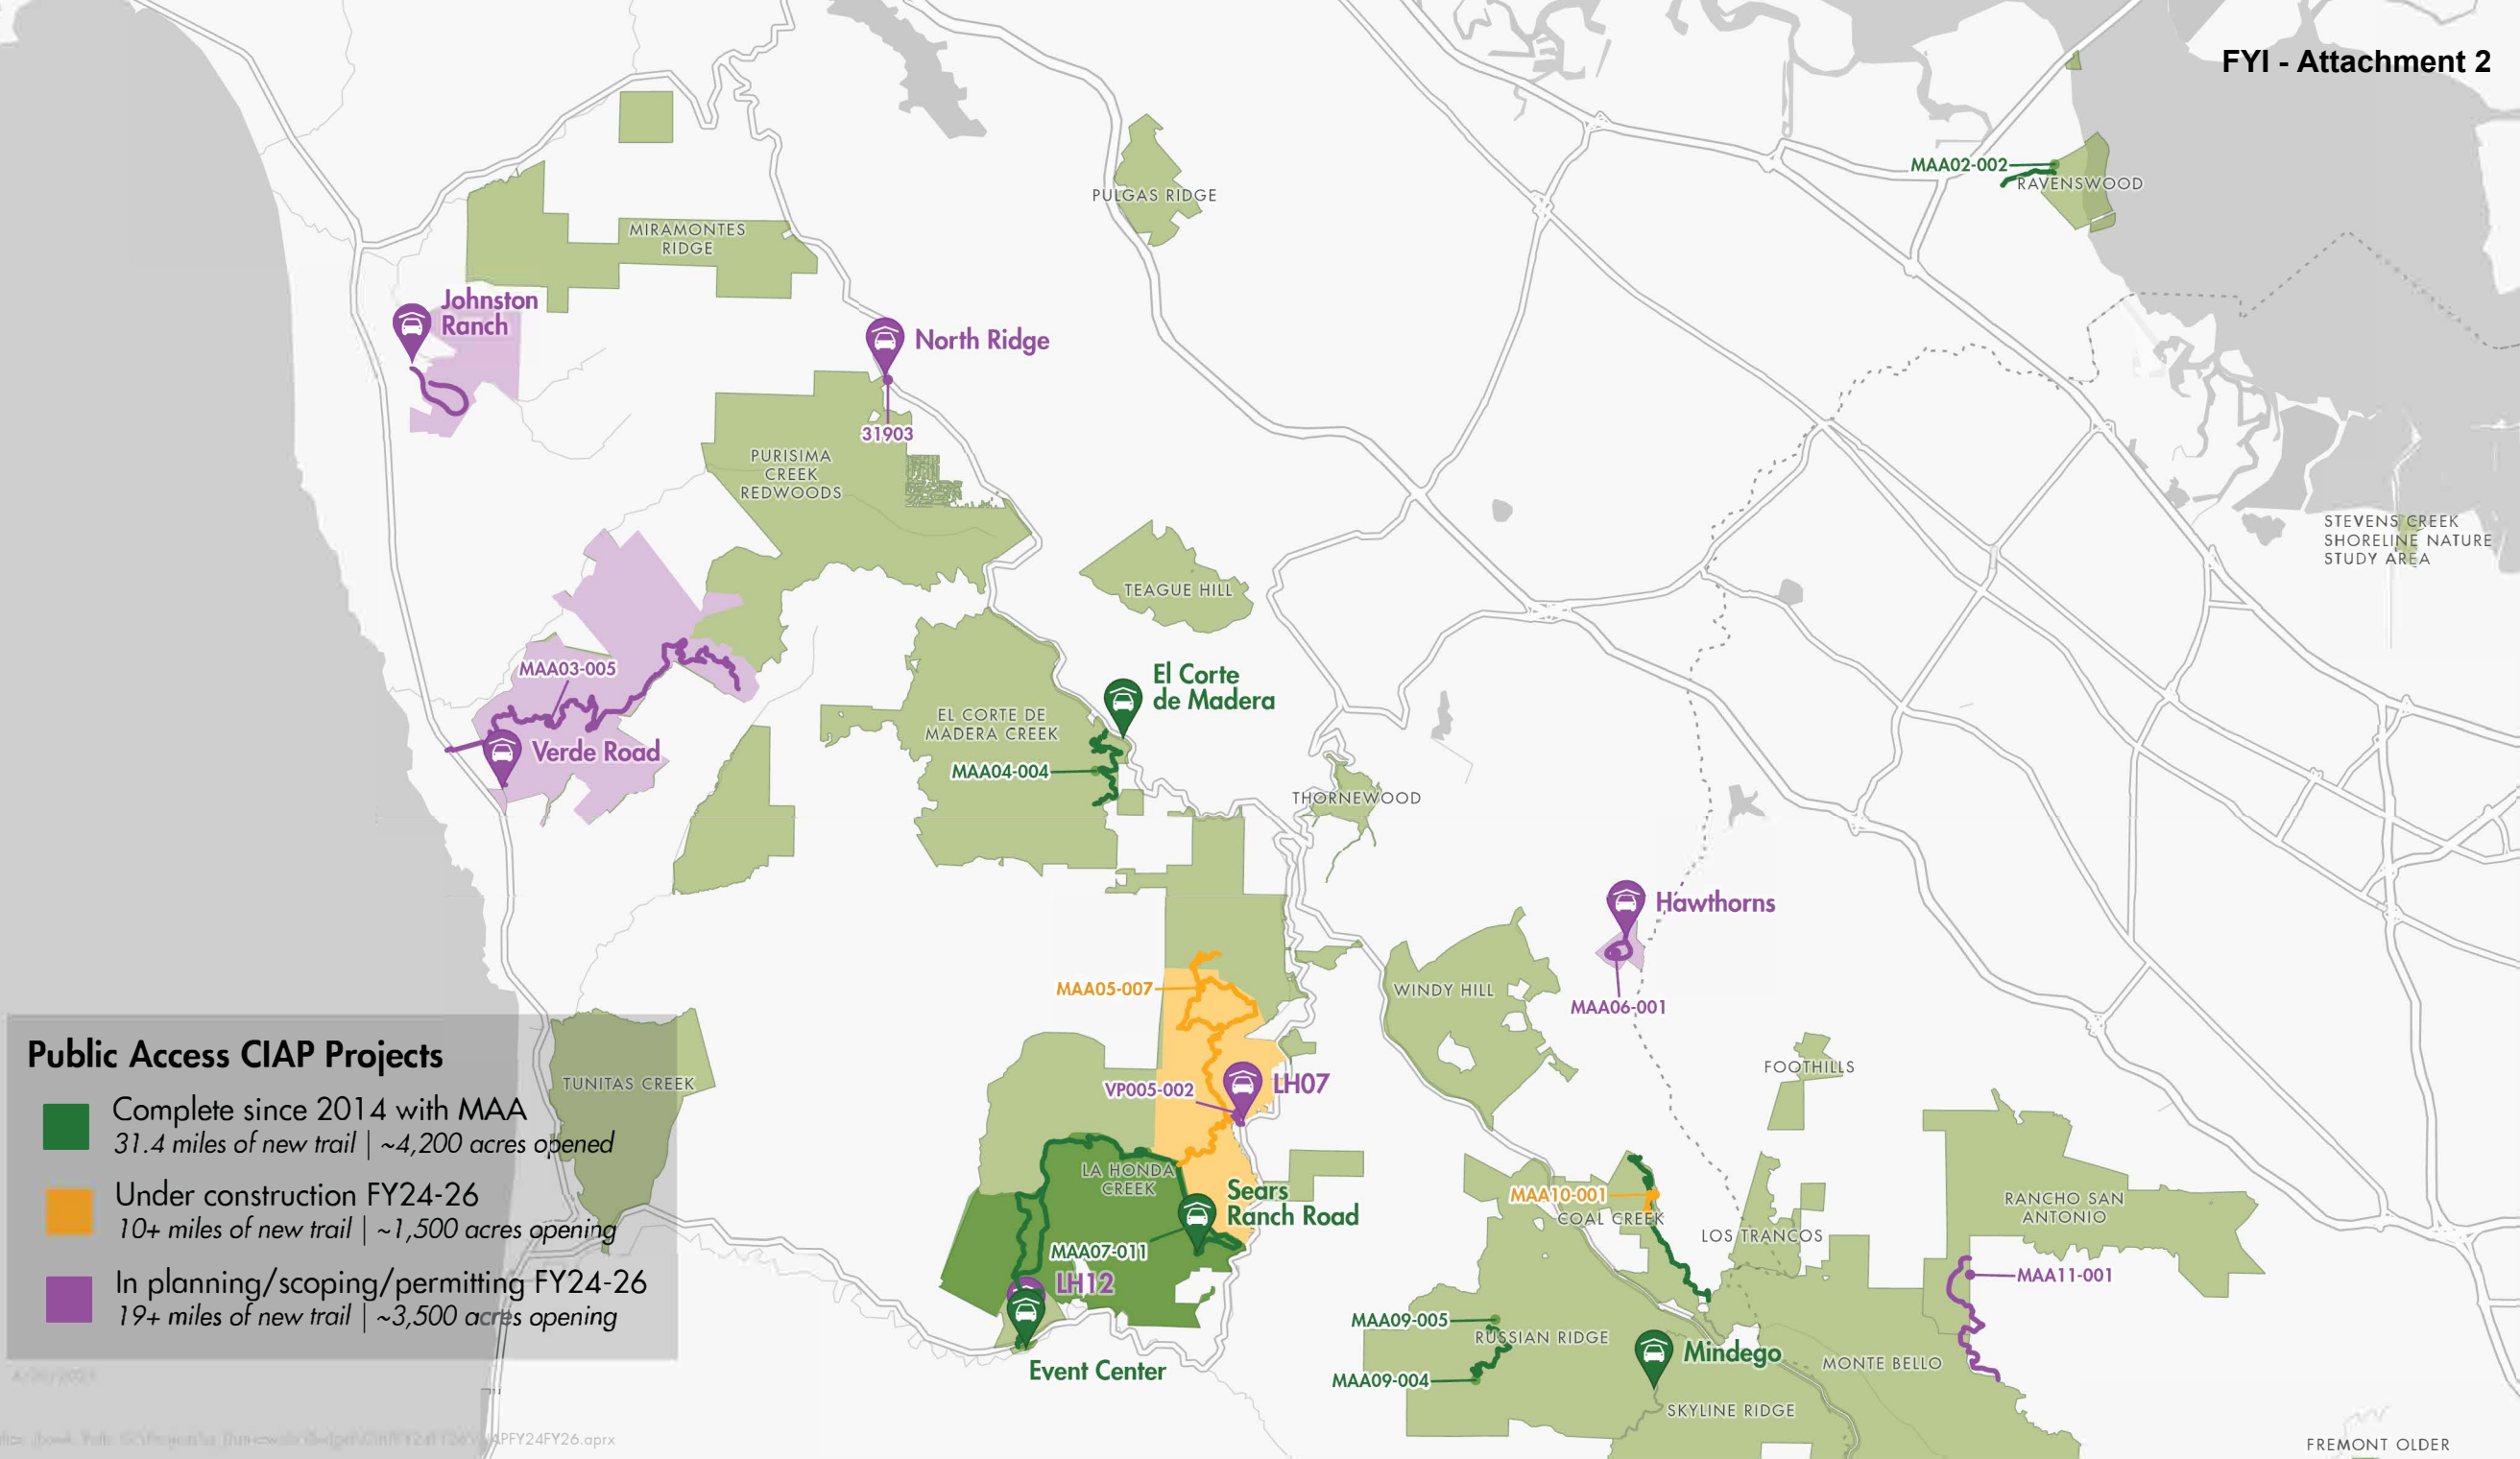 FYI - Attachment 2
MAA02-002
RAVENSWOOD
PULGAS RIDGE
MIRAMONTES
RIDGE
Johnston
Ranch
North Ridge
31903
PURISIMA
CREEK
REDWOODS
STEVENS CREEK
SHORELINE NATURE
STUDY AREA
TEAGUE HILL
MAA03-005
Verde Road
El Corte
de Madera
EL CORTE DE
MADERA CREEK
MAA04-004
THORNEWOOD
Hawthorns
MAA06-001
WINDY HILL
MAA05-007
VP005-002
LH07
FOOTHILLS
TUNITAS CREEK
Public Access CIAP Projects
Complete since 2014 with MAA
31.4 miles of new trail | ~4,200 acres opened
Under construction FY24-26
10+ miles of new trail | ~1,500 acres opening
In planning/scoping/permitting FY24-26
19+ miles of new trail | ~3,500 acres opening
LA HONDA
CREEK
Sears
Ranch Road
MAA07-011
LH12
Event Center
MAA10-001
COAL CREEK
LOS TRANCOS
RANCHO SAN
ANTONIO
MAA11-001
MAA09-005
RUSSIAN RIDGE
MAA09-004
Mindego
MONTE BELLO
SKYLINE RIDGE
FREMONT OLDER
APFY24FY26.aprx